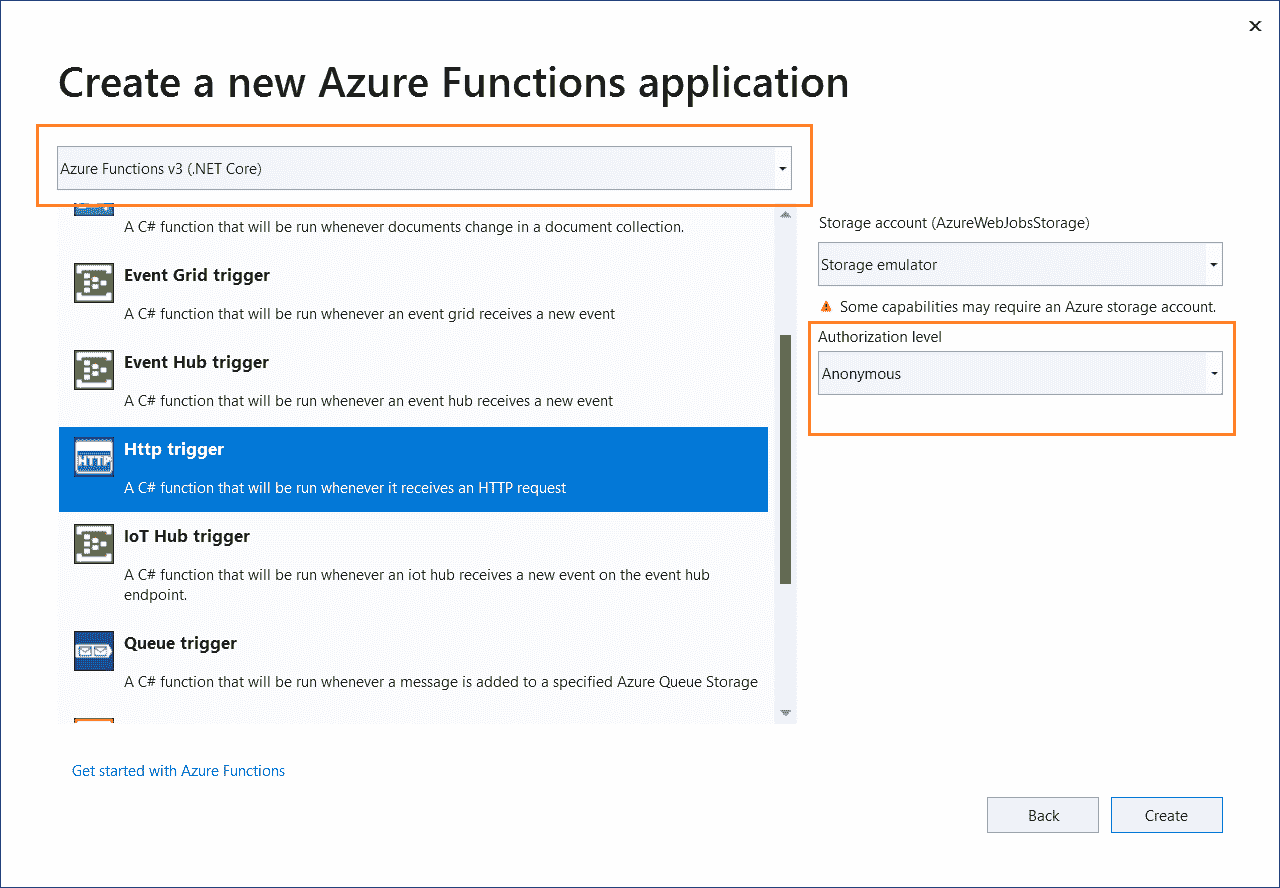 Create a new Azure Functions application
Azure Functions v3 (.NET Core)
A C# function that will be run whenever documents change in a document collection.
Event Grid trigger
A C# function that will be run whenever an event grid receives a new event
Event Hub trigger
A C# function that will be run whenever an event hub receives a new event
HTTP
Http trigger
A C# function that will be run whenever it receives an HTTP request
IoT Hub trigger
A C# function that will be run whenever an iot hub receives a new event on the event hub
endpoint.
Queue trigger
A C# function that will be run whenever a message is added to a specified Azure Queue Storage
Storage account (AzureWebJobsStorage)
Storage emulator
Some capabilities may require an Azure storage account.
Authorization level
Anonymous
Get started with Azure Functions
Back
Create